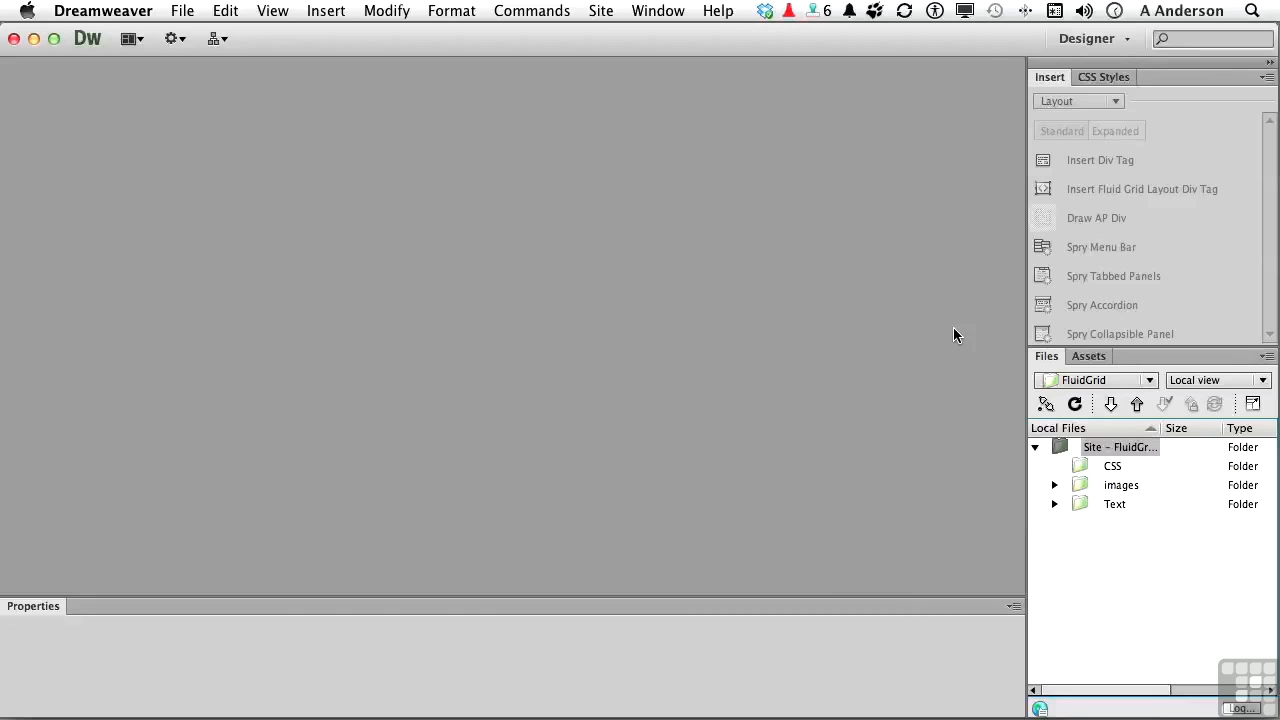 Dreamweaver File Edit View Insert Modify Format Commands Site Window Help 6 A Anderson
Dw Designer
Insert CSS Styles
Layout
Standard Expanded
Insert Div Tag
Insert Fluid Grid Layout Div Tag
Draw AP Div
Spry Menu Bar
Spry Tabbed Panels
Spry Accordion
Spry Collapsible Panel
Files Assets
FluidGrid Local view
Local Files Size Type
Site - FluidGr... Folder
CSS Folder
images Folder
Text Folder
Properties
Log...